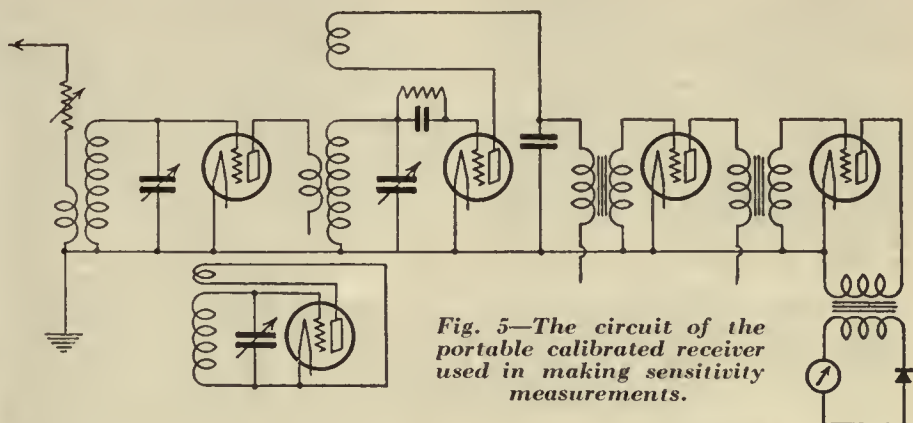 Fig. 5—The circuit of the
portable calibrated receiver
used in making sensitivity
measurements.